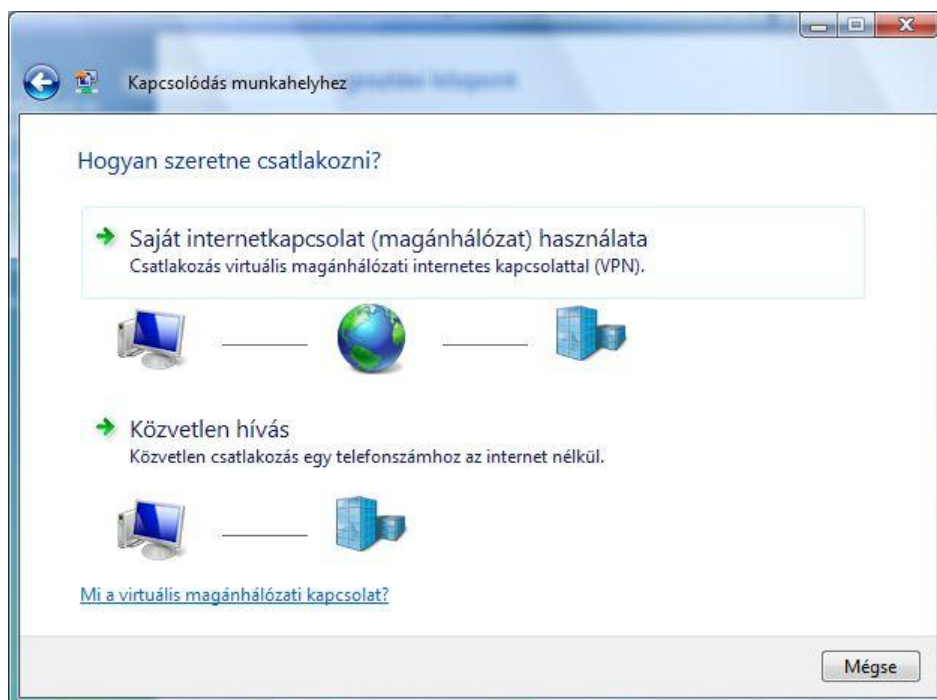 Kapcsolódás munkahelyhez
Hogyan szeretne csatlakozni?
Saját internetkapcsolat (magánhálózat) használata
Csatlakozás virtuális magánhálózati internetes kapcsolattal (VPN).
Közvetlen hívás
Közvetlen csatlakozás egy telefonszámhoz az internet nélkül.
Mi a virtuális magánhálózati kapcsolat?
Mégse